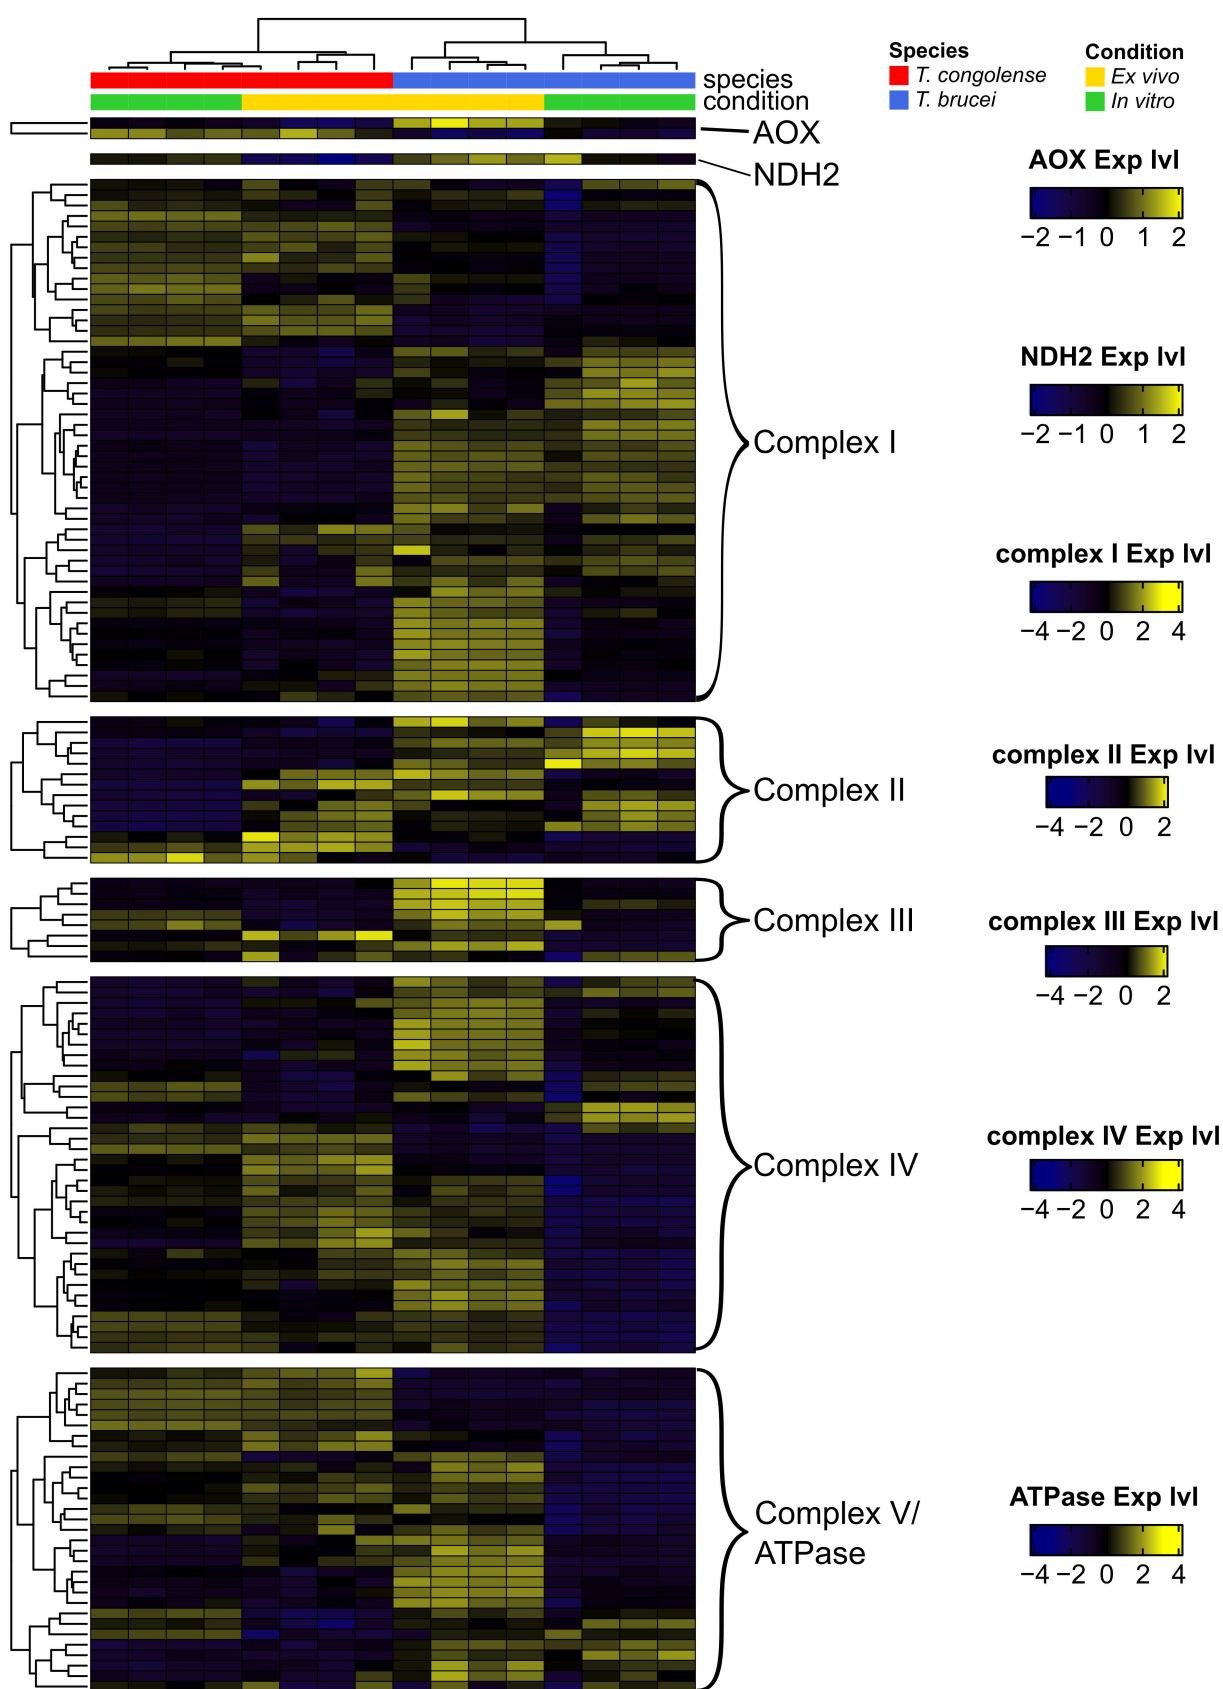 Species
T. congolense
T. brucei
Condition
Ex vivo
In vitro
species
condition
AOX
NDH2
Complex I
Complex II
Complex III
Complex IV
Complex V/
ATPase
AOX Exp lvl
−2 −1 0 1 2
NDH2 Exp lvl
−2 −1 0 1 2
complex I Exp lvl
−4 −2 0 2 4
complex II Exp lvl
−4 −2 0 2
complex III Exp lvl
−4 −2 0 2
complex IV Exp lvl
−4 −2 0 2 4
ATPase Exp lvl
−4 −2 0 2 4